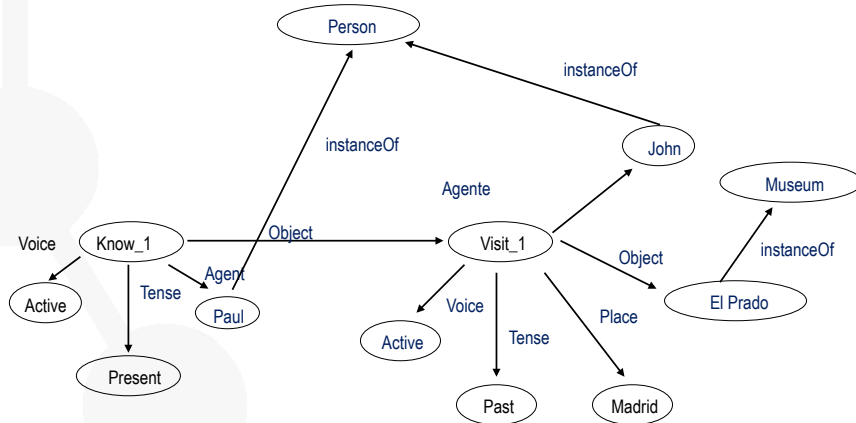 Person
instanceOf
John
instanceOf
Museum
Agente
Voice
Know_1
Object
Visit_1
Object
instanceOf
Agent
Tense
Active
Paul
El Prado
Voice
Place
Active
Tense
Present
Past
Madrid